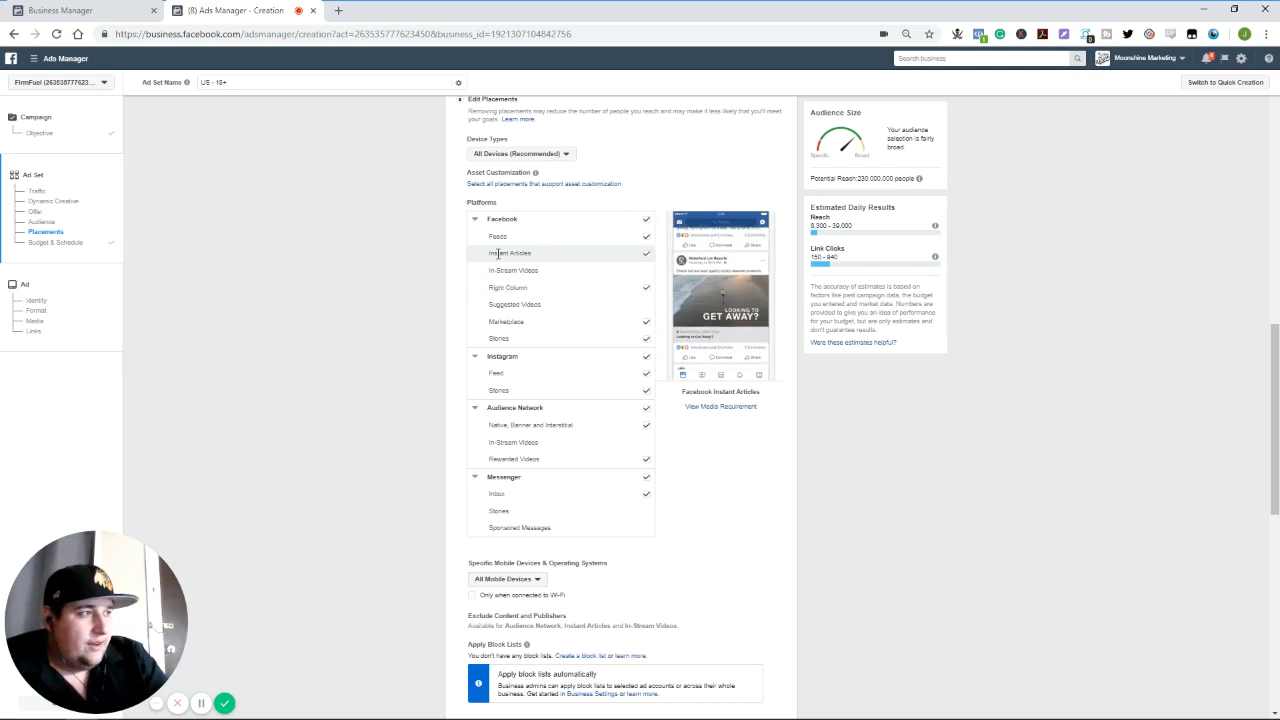 Business Manager
(8) Ads Manager - Creation
https://business.facebook.com/adsmanager/creation?act=263535777623450&business_id=1921307104842756
J
Ads Manager
Search business
Moonshine Marketing
FirmFuel (263535777623...
Ad Set Name
US - 18+
Switch to Quick Creation
Campaign
Objective
Ad Set
Traffic
Dynamic Creative
Offer
Audience
Placements
Budget & Schedule
Ad
Identity
Format
Media
Links
Edit Placements
Removing placements may reduce the number of people you reach and may make it less likely that you'll meet
your goals. Learn more.
Device Types
All Devices (Recommended)
Asset Customization
Select all placements that support asset customization
Platforms
Facebook
Feeds
Instant Articles
In-Stream Videos
Right Column
Suggested Videos
Marketplace
Stories
Instagram
Feed
Stories
Audience Network
Native, Banner and Interstitial
In-Stream Videos
Rewarded Videos
Messenger
Inbox
Stories
Sponsored Messages
Like
Comment
Share
LOOKING TO
GET AWAY?
Looking to Get Away?
Like
Comment
Share
Facebook Instant Articles
View Media Requirement
Specific Mobile Devices & Operating Systems
All Mobile Devices
Only when connected to Wi-Fi
Exclude Content and Publishers
Available for Audience Network, Instant Articles and In-Stream Videos.
Apply Block Lists
You don't have any block lists. Create a block list or learn more.
Apply block lists automatically
Business admins can apply block lists to selected ad accounts or across their whole
business. Get started in Business Settings or learn more.
Audience Size
Specific
Broad
Your audience
selection is fairly
broad.
Potential Reach:230,000,000 people
Estimated Daily Results
Reach
6,300 - 39,000
Link Clicks
150 - 940
The accuracy of estimates is based on
factors like past campaign data, the budget
you entered and market data. Numbers are
provided to give you an idea of performance
for your budget, but are only estimates and
don't guarantee results.
Were these estimates helpful?